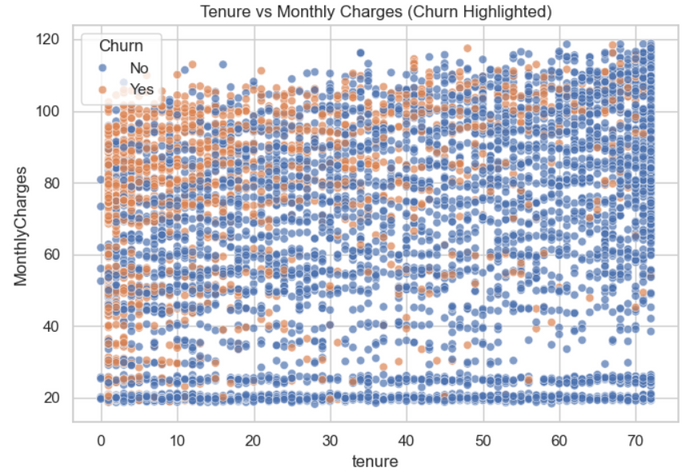 Tenure vs Monthly Charges (Churn Highlighted)
Churn
No
Yes
120
100
80
60
40
20
MonthlyCharges
0 10 20 30 40 50 60 70
tenure